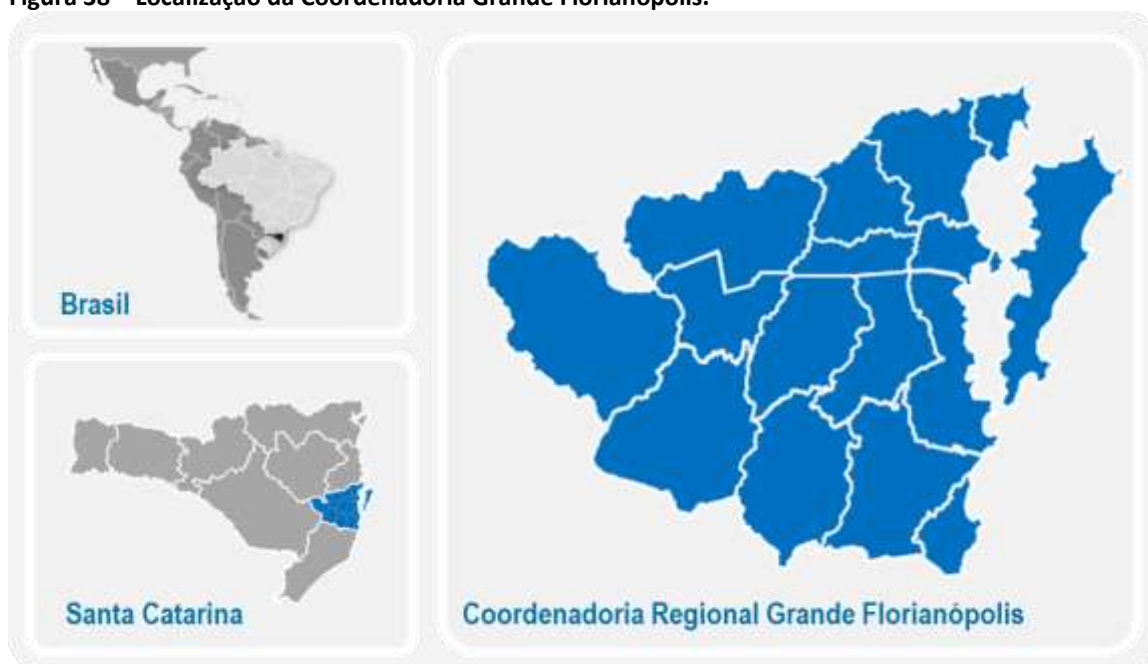 Figura 38 – Localização da Coordenadoria Grande Florianópolis.
Brasil
Santa Catarina
Coordenadoria Regional Grande Florianópolis